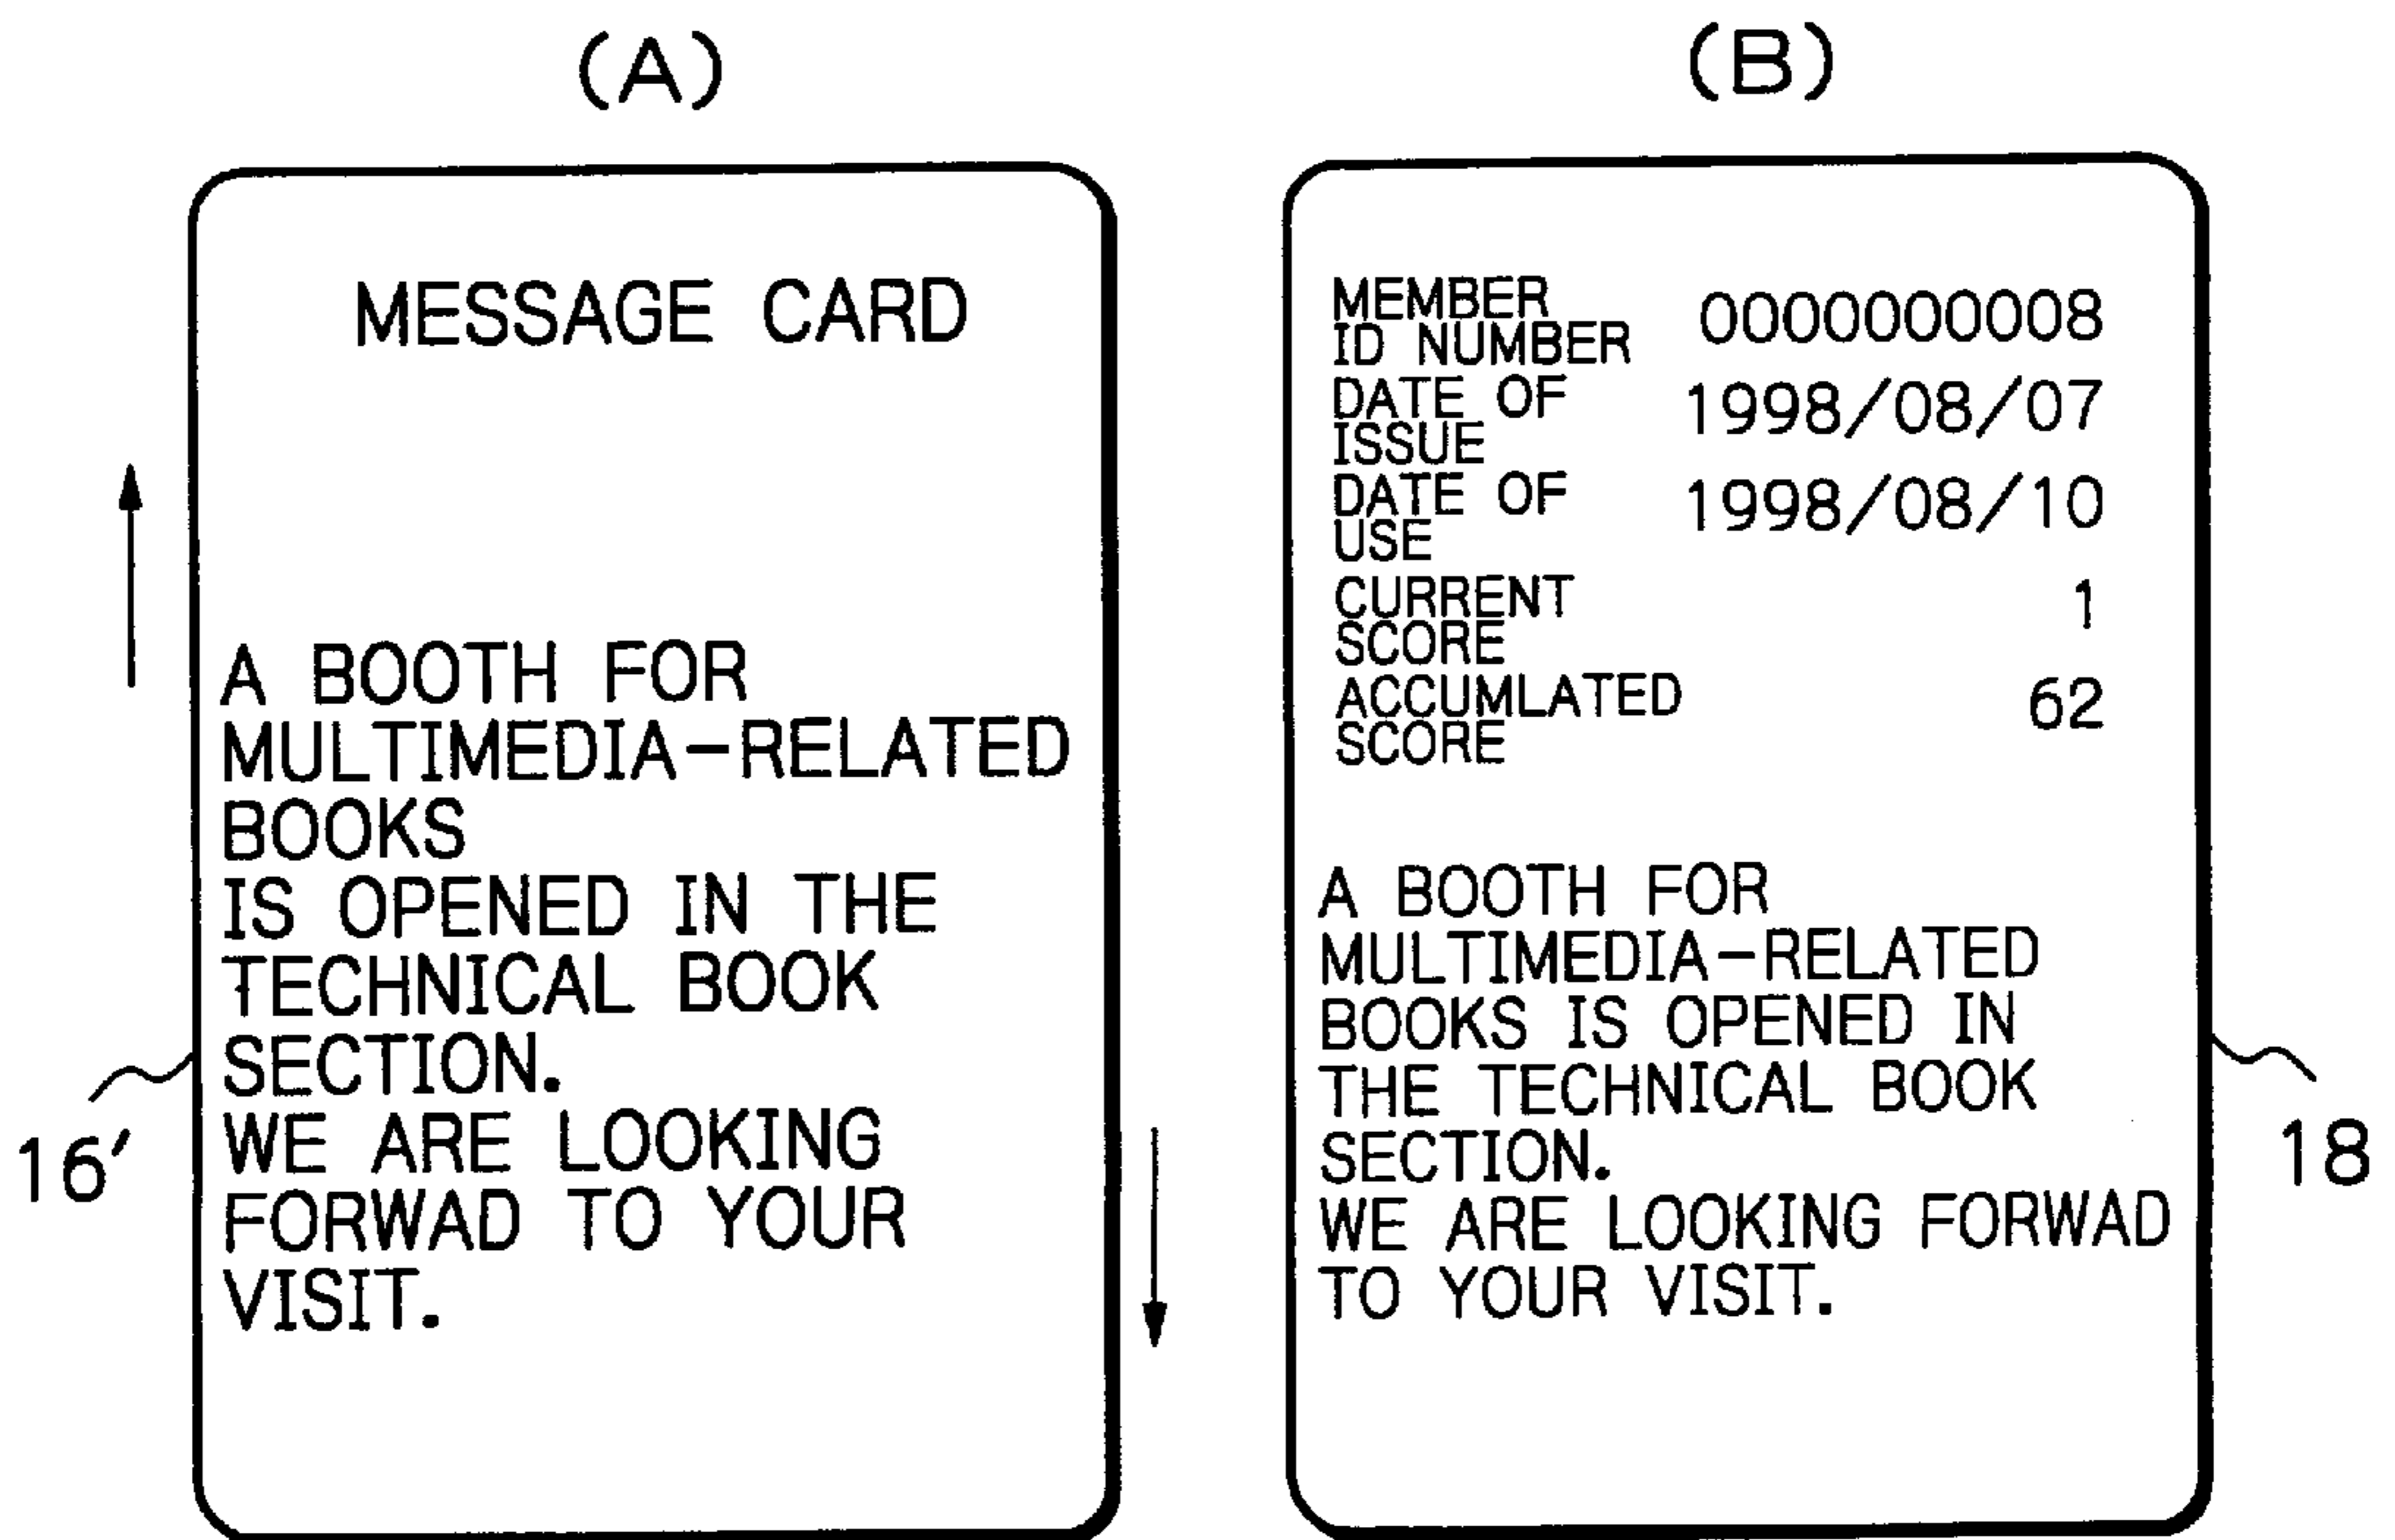 (A)
MESSAGE CARD
A BOOTH FOR
MULTIMEDIA-RELATED
BOOKS
IS OPENED IN THE
TECHNICAL BOOK
SECTION.
WE ARE LOOKING
FORWAD TO YOUR
VISIT.
16'
(B)
MEMBER
ID NUMBER 0000000008
DATE OF
ISSUE 1998/08/07
DATE OF
USE 1998/08/10
CURRENT
SCORE 1
ACCUMLATED
SCORE 62
A BOOTH FOR
MULTIMEDIA-RELATED
BOOKS IS OPENED IN
THE TECHNICAL BOOK
SECTION.
WE ARE LOOKING FORWAD
TO YOUR VISIT.
18